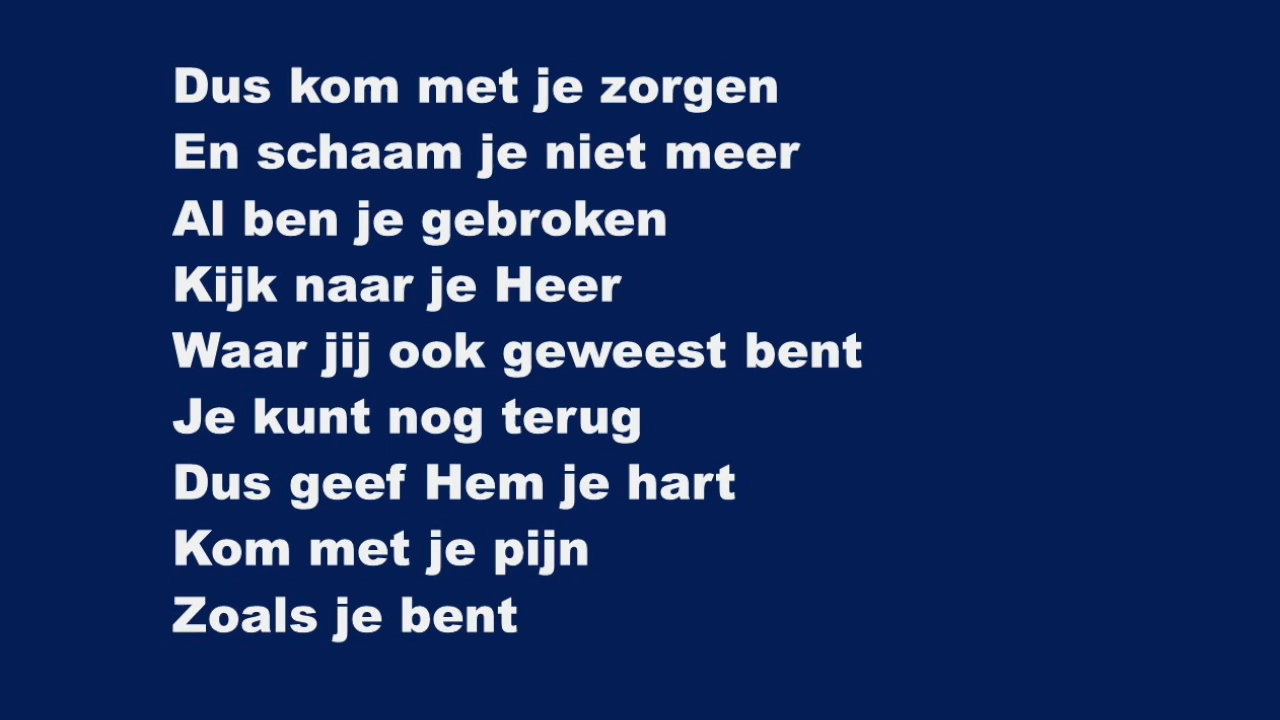 Dus kom met je zorgen
En schaam je niet meer
Al ben je gebroken
Kijk naar je Heer
Waar jij ook geweest bent
Je kunt nog terug
Dus geef Hem je hart
Kom met je pijn
Zoals je bent